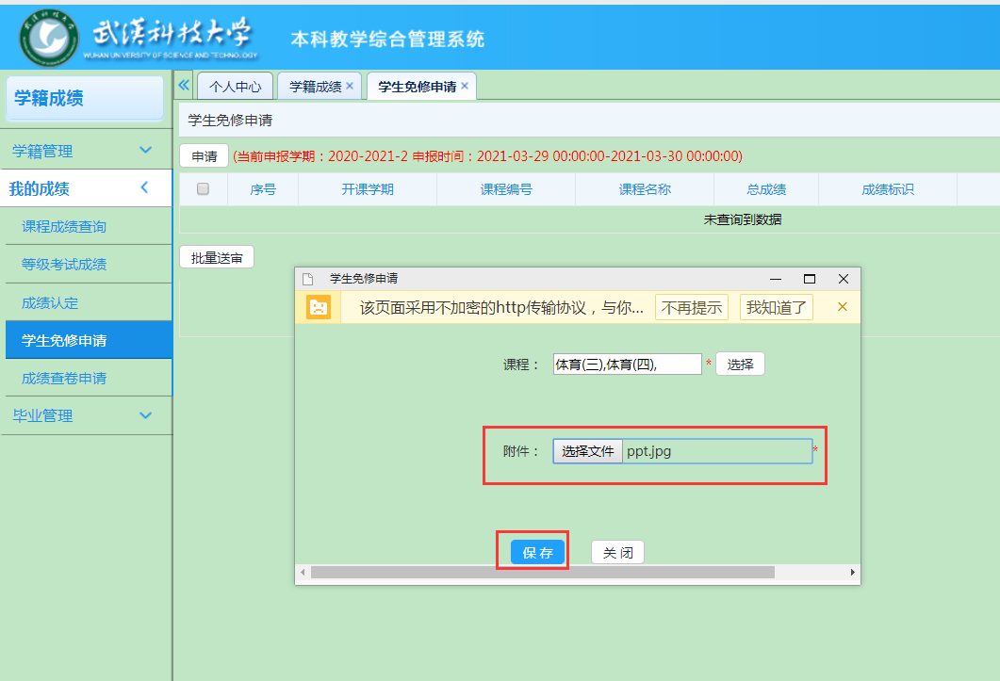 武漢科技大学
WUHAN UNIVERSITY OF SCIENCE AND TECHNOLOGY
本科教学综合管理系统
学籍成绩
学籍管理
我的成绩
课程成绩查询
等级考试成绩
成绩认定
学生免修申请
成绩查卷申请
毕业管理
个人中心 学籍成绩 × 学生免修申请 ×
学生免修申请
申请 (当前申报学期：2020-2021-2 申报时间：2021-03-29 00:00:00-2021-03-30 00:00:00)
序号 开课学期 课程编号 课程名称 总成绩 成绩标识
未查询到数据
批量送审
学生免修申请
该页面采用不加密的http传输协议，与你... 不再提示 我知道了 ×
课程： 体育(三),体育(四), * 选择
附件： 选择文件 ppt.jpg *
保 存 关 闭